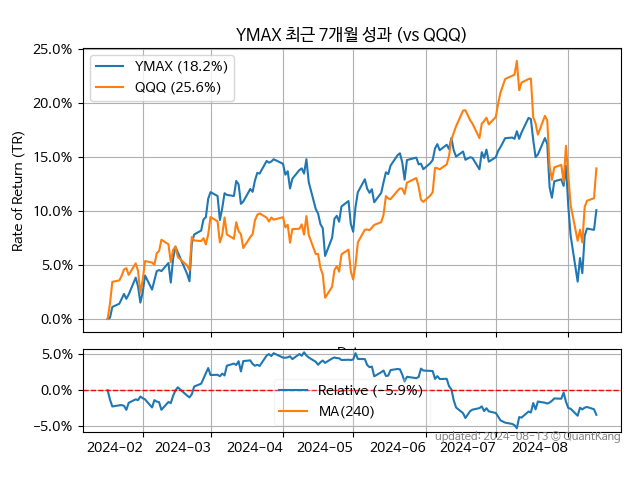 YMAX 최근 7개월 성과 (vs QQQ)
25.0%
20.0%
15.0%
10.0%
5.0%
0.0%
Rate of Return (TR)
YMAX (18.2%)
QQQ (25.6%)
5.0%
0.0%
−5.0%
Relative (−5.9%)
MA(240)
updated: 2024-08-13 © QuantKang
2024-02
2024-03
2024-04
2024-05
2024-06
2024-07
2024-08